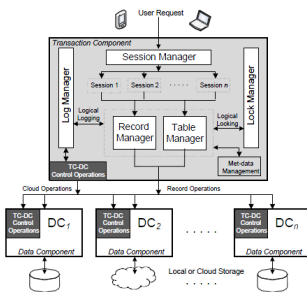 User Request
Transaction Component
Session Manager
Session 1
Session 2
Session n
Log Manager
Lock Manager
Logical
Logging
Logical
Locking
Record
Manager
Table
Manager
TC-DC
Control Operations
Met-data
Management
Cloud Operations
Record Operations
TC-DC
Control
Operations
DC1
Data Component
TC-DC
Control
Operations
DC2
Data Component
TC-DC
Control
Operations
DCn
Data Component
Local or Cloud Storage